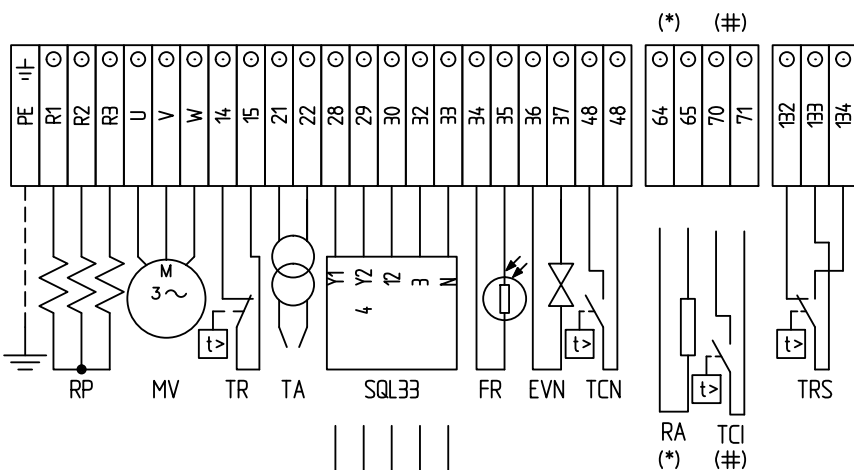 (*) (#)
PE R1 R2 R3 U V W 14 15 21 22 28 29 30 32 33 34 35 36 37 48 48 64 65 70 71 132 133 134
M
3~
Y1 Y2 12 3 N
4
t> t> t> t>
RP MV TR TA SQL33 FR EVN TCN TRS
RA TCI
(*) (#)